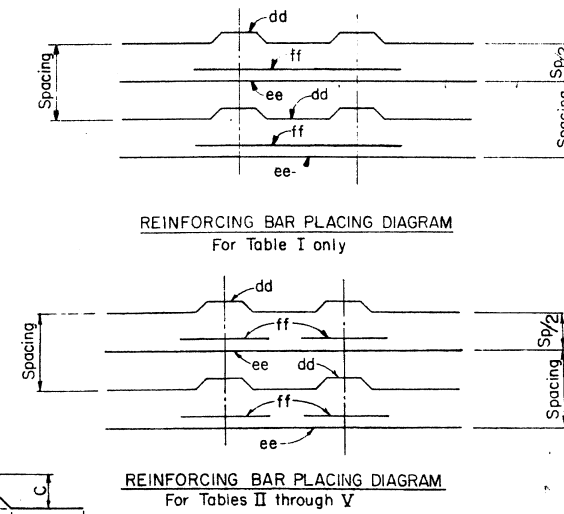 dd
Spacing
ff
Sp/2
ee
dd
Spacing
ff
ee-
REINFORCING BAR PLACING DIAGRAM
For Table I only
dd
Spacing
ff
Sp/2
ee
dd
Spacing
ff
ee
C
REINFORCING BAR PLACING DIAGRAM
For Tables II through V